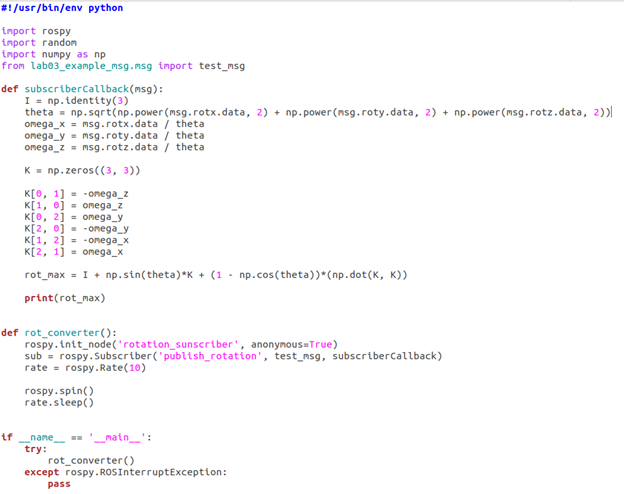 #!/usr/bin/env python
import rospy
import random
import numpy as np
from lab03_example_msg.msg import test_msg
def subscriberCallback(msg):
    I = np.identity(3)
    theta = np.sqrt(np.power(msg.rotx.data, 2) + np.power(msg.roty.data, 2) + np.power(msg.rotz.data, 2))
    omega_x = msg.rotx.data / theta
    omega_y = msg.roty.data / theta
    omega_z = msg.rotz.data / theta
    K = np.zeros((3, 3))
    K[0, 1] = -omega_z
    K[1, 0] = omega_z
    K[0, 2] = omega_y
    K[2, 0] = -omega_y
    K[1, 2] = -omega_x
    K[2, 1] = omega_x
    rot_max = I + np.sin(theta)*K + (1 - np.cos(theta))*(np.dot(K, K))
    print(rot_max)
def rot_converter():
    rospy.init_node('rotation_sunscriber', anonymous=True)
    sub = rospy.Subscriber('publish_rotation', test_msg, subscriberCallback)
    rate = rospy.Rate(10)
    rospy.spin()
    rate.sleep()
if __name__ == '__main__':
    try:
        rot_converter()
    except rospy.ROSInterruptException:
        pass